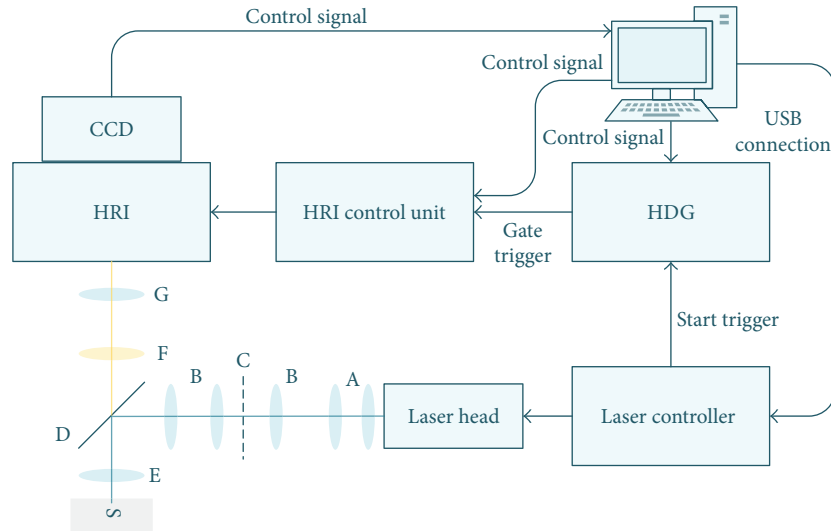 Control signal
Control signal
CCD
Control signal
USB
connection
HRI
HRI control unit
HDG
Gate
trigger
G
Start trigger
F
C
B
B
A
D
Laser head
Laser controller
E
S